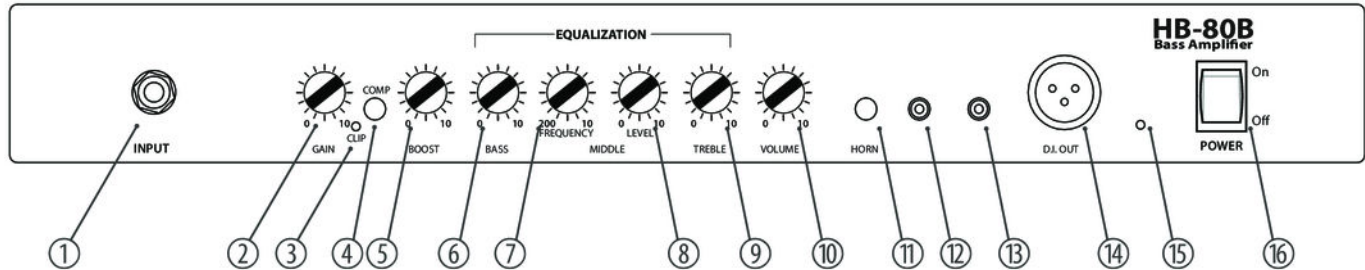 HB-80B
Bass Amplifier
EQUALIZATION
On
Off
COMP
CLIP
0 10
0 10
0 10
200 10
0 10
0 10
0 10
FREQUENCY
LEVEL
INPUT
GAIN
BOOST
BASS
MIDDLE
TREBLE
VOLUME
HORN
D.I. OUT
POWER
1 2 3 4 5 6 7 8 9 10 11 12 13 14 15 16